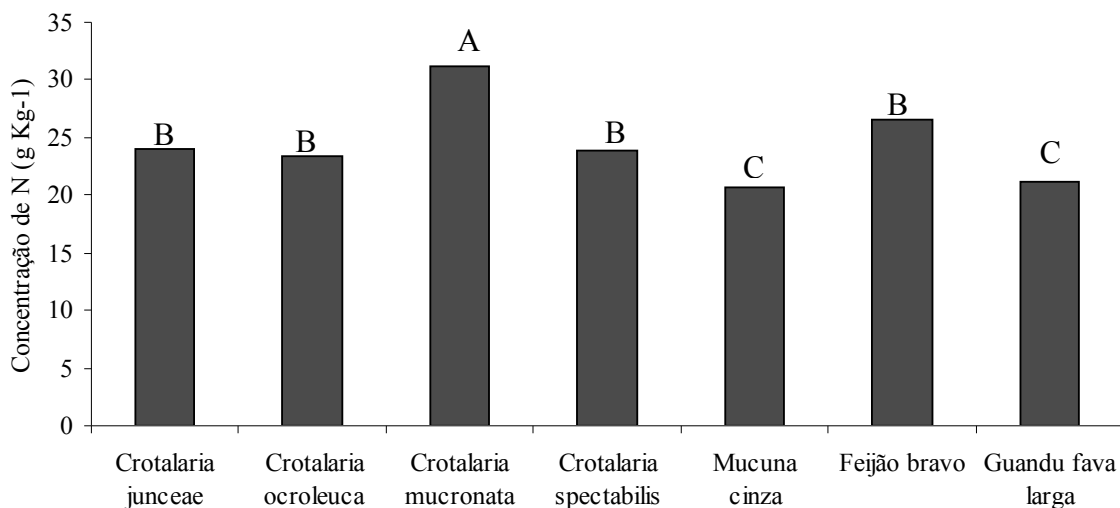 Concentração de N (g Kg-1)
35
30
25
20
15
10
5
0
B
B
A
B
C
B
C
Crotalaria
junceae
Crotalaria
ocroleuca
Crotalaria
mucronata
Crotalaria
spectabilis
Mucuna
cinza
Feijão bravo
Guandu fava
larga